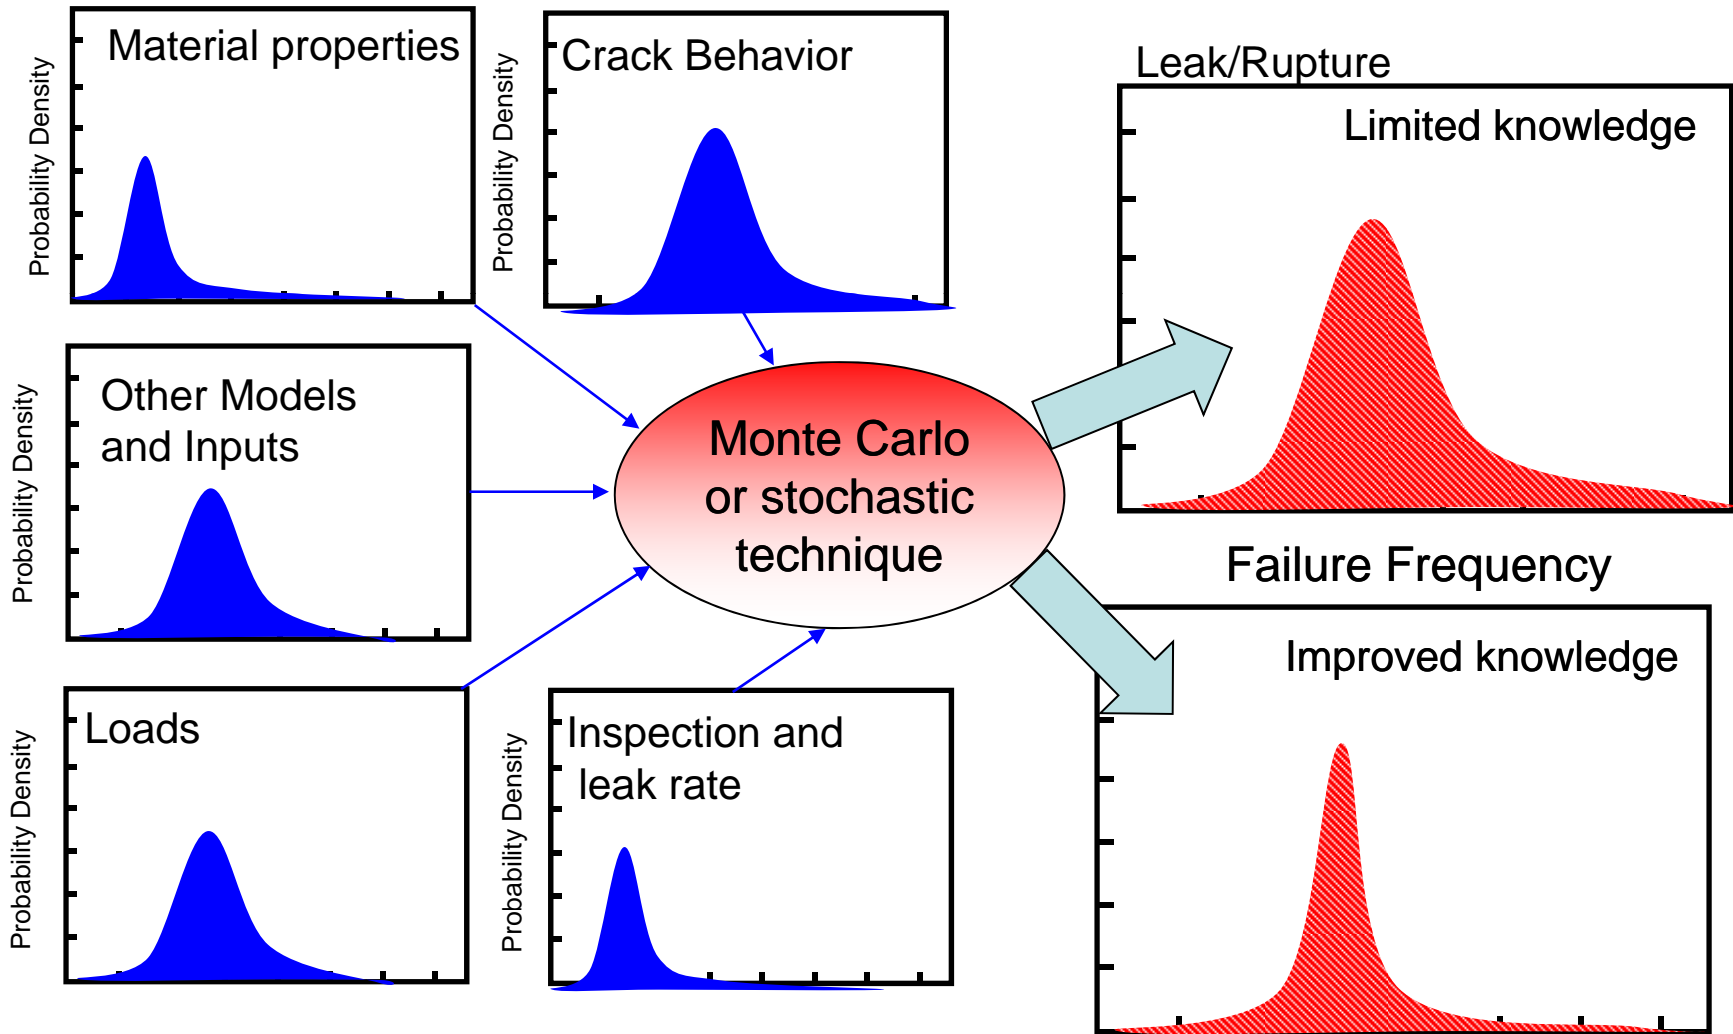 Material properties
Probability Density
Crack Behavior
Probability Density
Leak/Rupture
Limited knowledge
Other Models
and Inputs
Probability Density
Monte Carlo
or stochastic
technique
Failure Frequency
Improved knowledge
Loads
Probability Density
Inspection and
leak rate
Probability Density